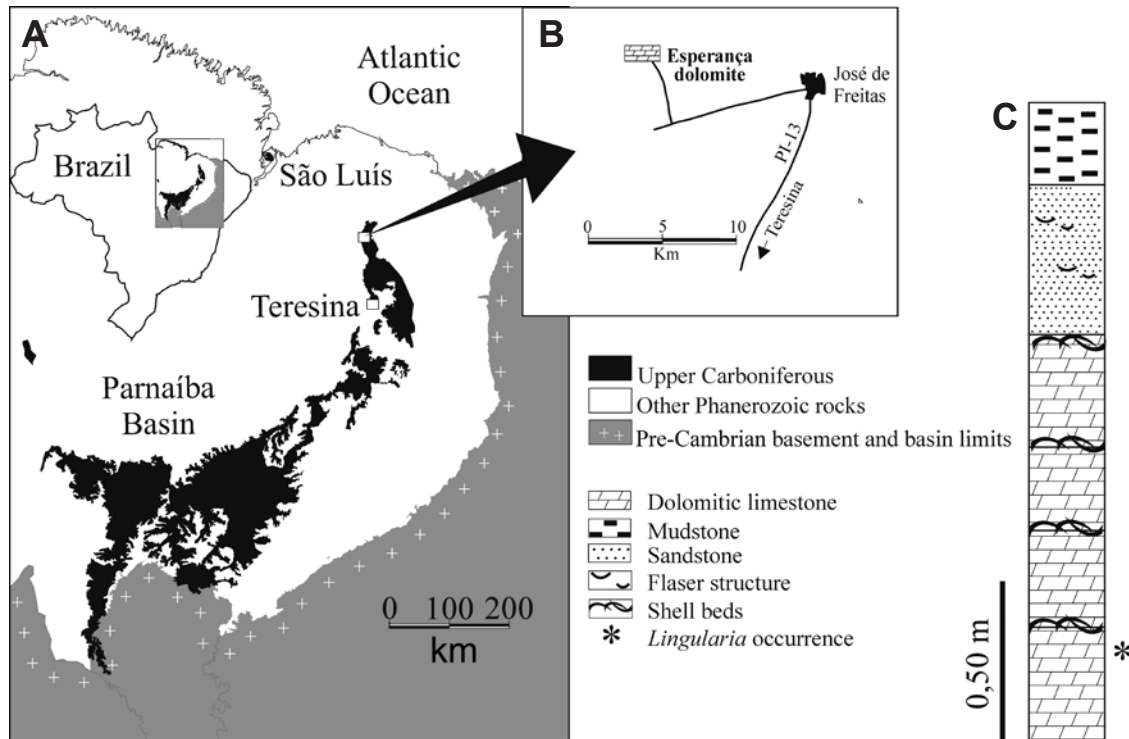 A
Atlantic
Ocean
Brazil
São Luís
Teresina
Parnaíba
Basin
0 100 200
km
B
Esperança
dolomite
José de
Freitas
PI-13
Teresina
0 5 10
Km
Upper Carboniferous
Other Phanerozoic rocks
Pre-Cambrian basement and basin limits
Dolomitic limestone
Mudstone
Sandstone
Flaser structure
Shell beds
* Lingularia occurrence
C
0,50 m
*